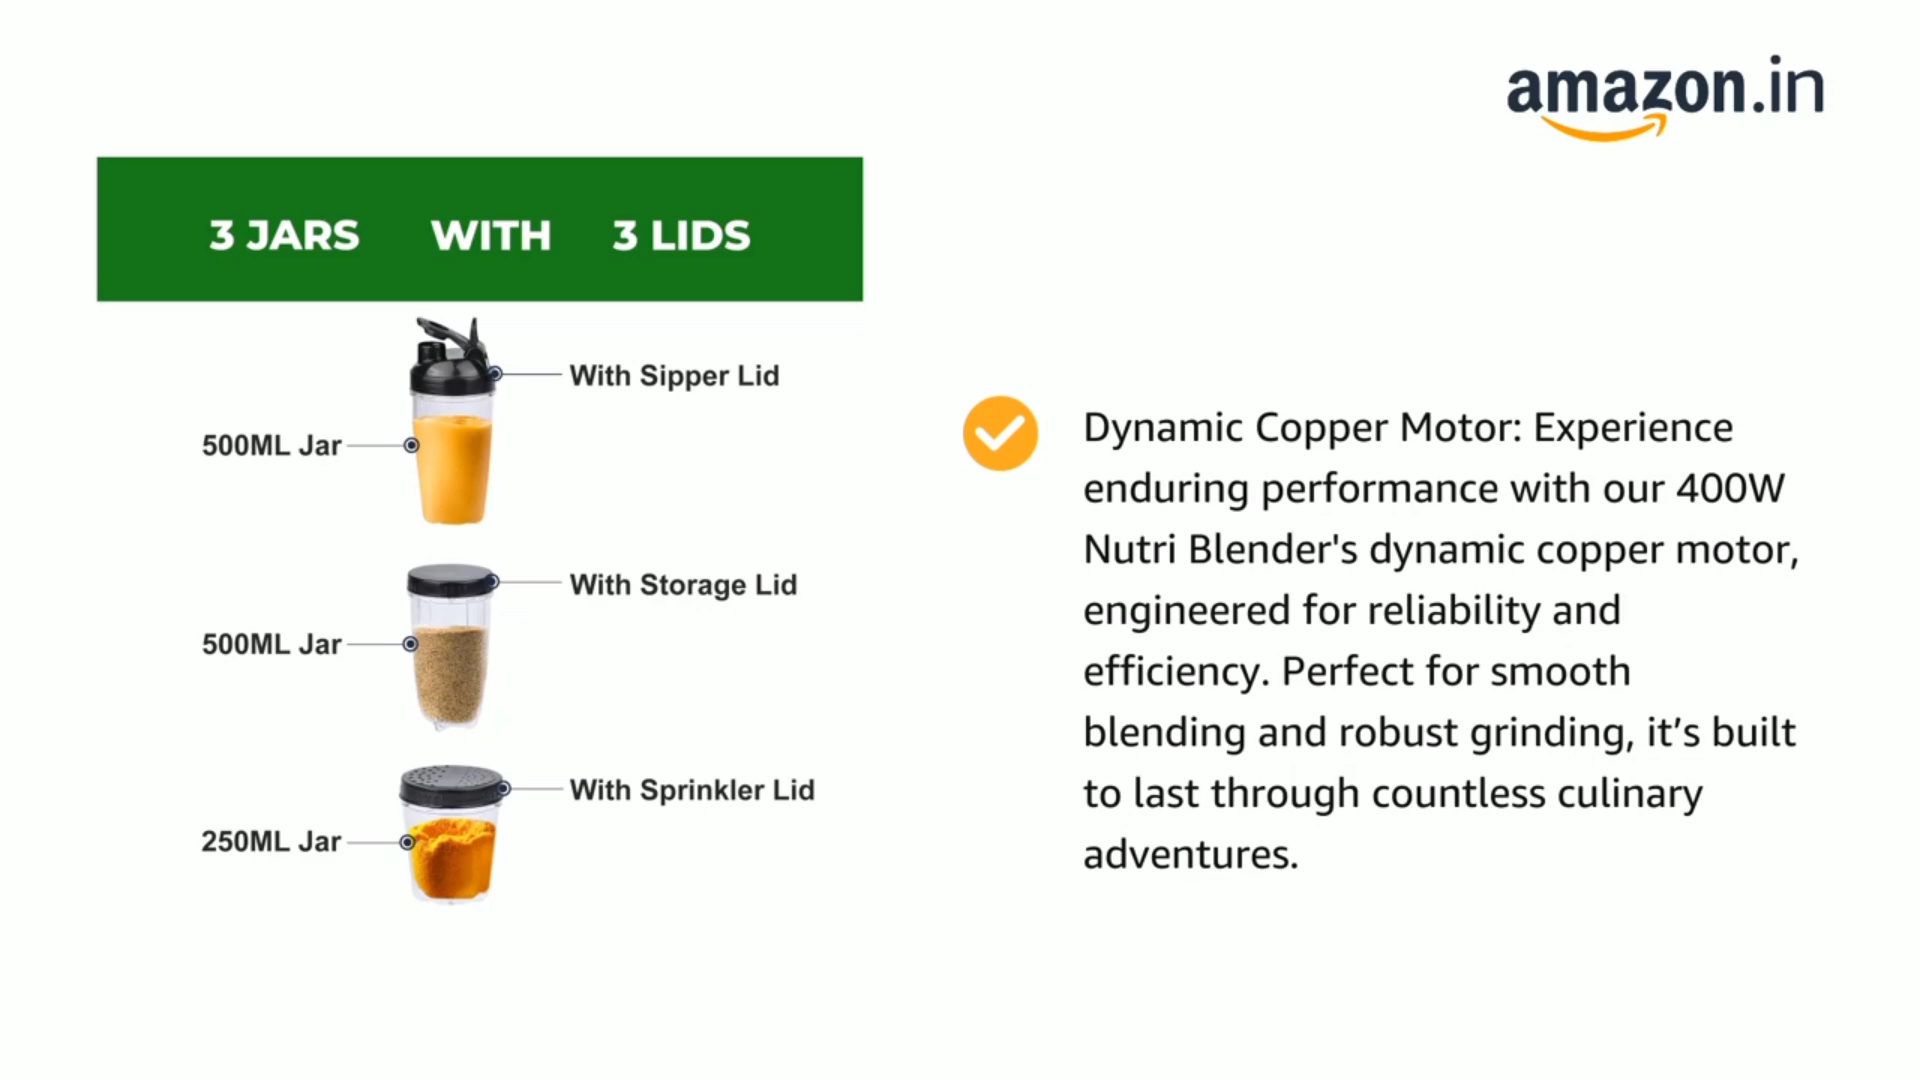 amazon.in
3 JARS WITH 3 LIDS
With Sipper Lid
500ML Jar
With Storage Lid
500ML Jar
With Sprinkler Lid
250ML Jar
Dynamic Copper Motor: Experience
enduring performance with our 400W
Nutri Blender's dynamic copper motor,
engineered for reliability and
efficiency. Perfect for smooth
blending and robust grinding, it’s built
to last through countless culinary
adventures.